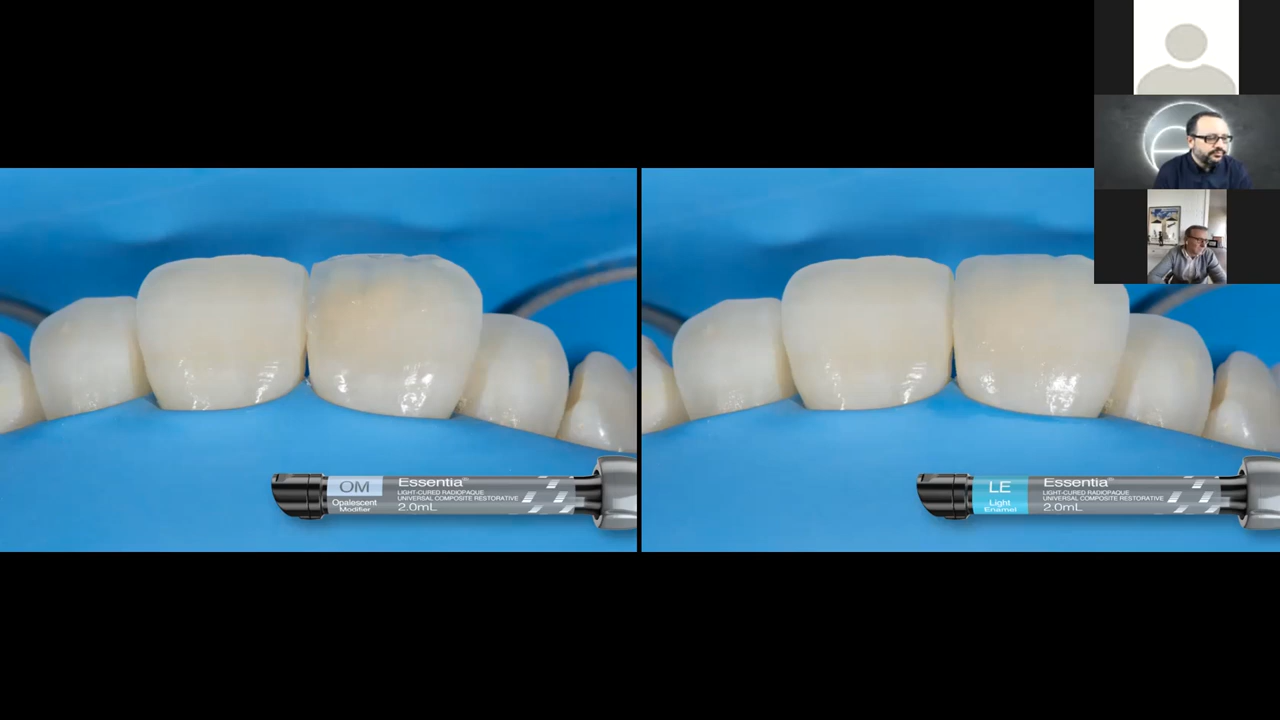 OM
Opalescent
Modifier
Essentia®
LIGHT-CURED RADIOPAQUE
UNIVERSAL COMPOSITE RESTORATIVE
2.0mL
LE
Light
Enamel
Essentia®
LIGHT-CURED RADIOPAQUE
UNIVERSAL COMPOSITE RESTORATIVE
2.0mL